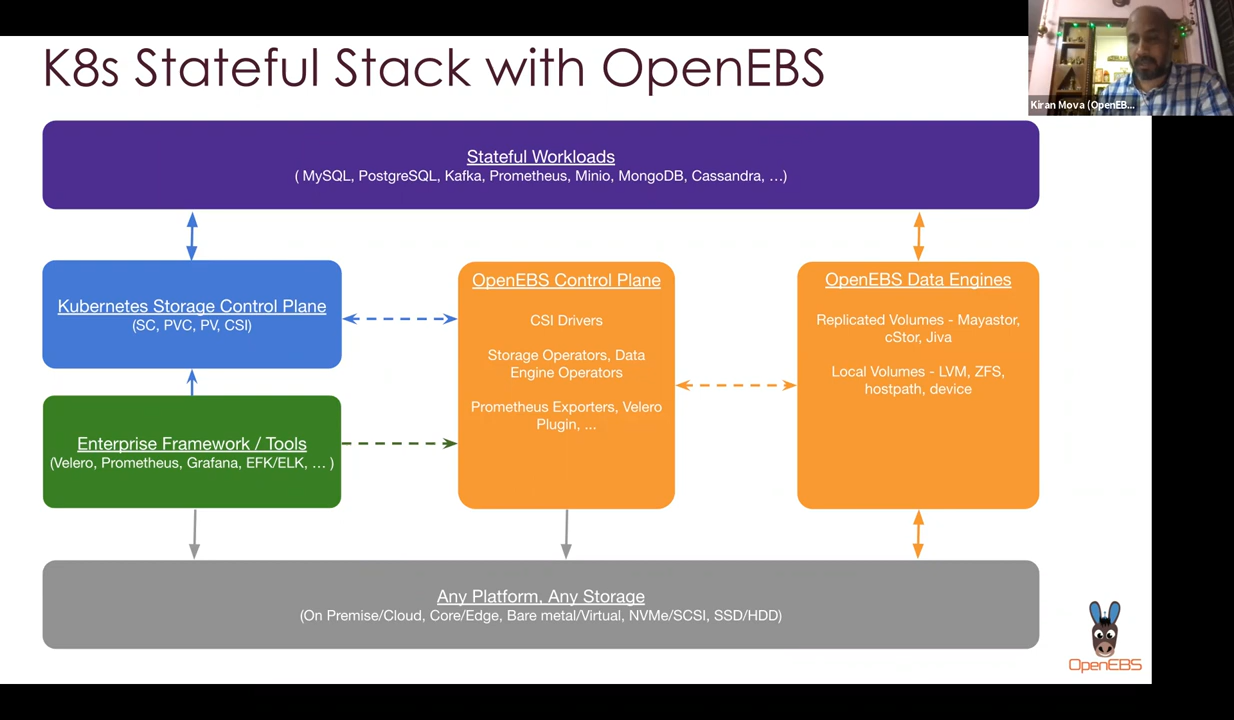 K8s Stateful Stack with OpenEBS
Kiran Mova (OpenEB...
Stateful Workloads
( MySQL, PostgreSQL, Kafka, Prometheus, Minio, MongoDB, Cassandra, ...)
Kubernetes Storage Control Plane
(SC, PVC, PV, CSI)
Enterprise Framework / Tools
(Velero, Prometheus, Grafana, EFK/ELK, ... )
OpenEBS Control Plane
CSI Drivers
Storage Operators, Data
Engine Operators
Prometheus Exporters, Velero
Plugin, ...
OpenEBS Data Engines
Replicated Volumes - Mayastor,
cStor, Jiva
Local Volumes - LVM, ZFS,
hostpath, device
Any Platform, Any Storage
(On Premise/Cloud, Core/Edge, Bare metal/Virtual, NVMe/SCSI, SSD/HDD)
OpenEBS